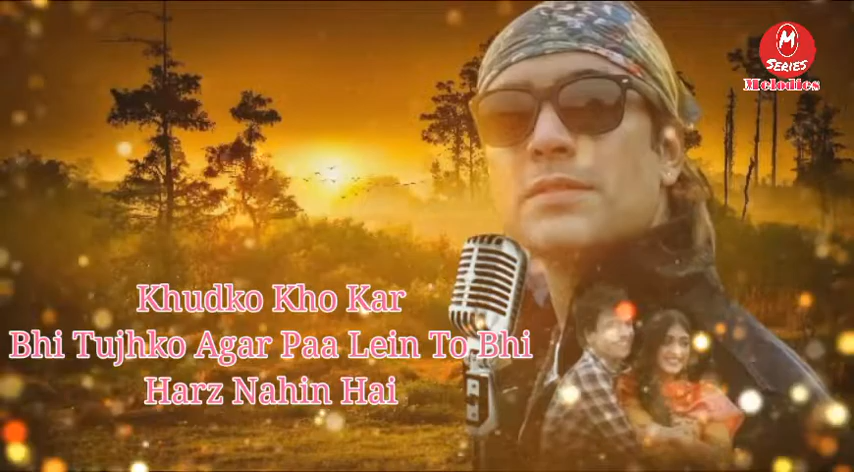 M
SERIES
Melodies
Khudko Kho Kar
Bhi Tujhko Agar Paa Lein To Bhi
Harz Nahin Hai